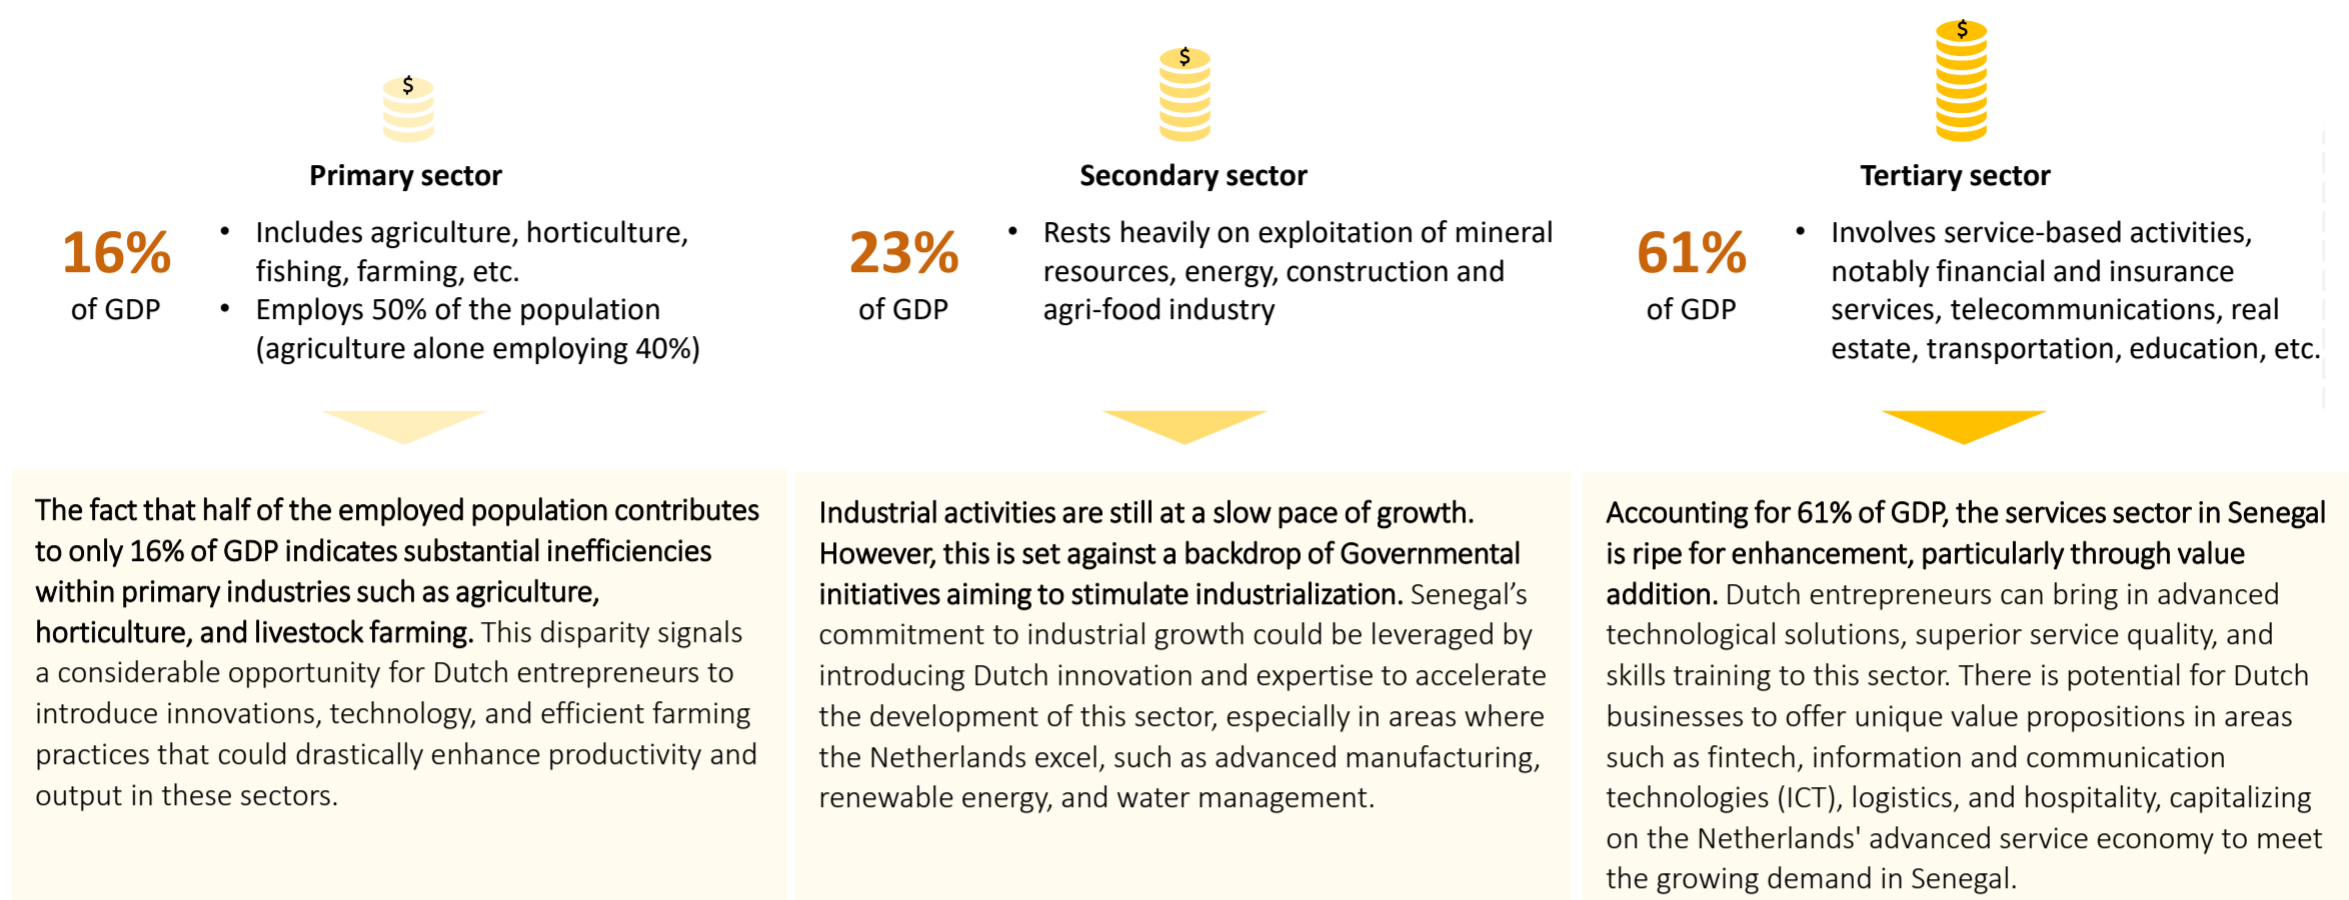 $
Primary sector
16%
of GDP
• Includes agriculture, horticulture,
fishing, farming, etc.
• Employs 50% of the population
(agriculture alone employing 40%)
The fact that half of the employed population contributes
to only 16% of GDP indicates substantial inefficiencies
within primary industries such as agriculture,
horticulture, and livestock farming. This disparity signals
a considerable opportunity for Dutch entrepreneurs to
introduce innovations, technology, and efficient farming
practices that could drastically enhance productivity and
output in these sectors.
$
Secondary sector
23%
of GDP
• Rests heavily on exploitation of mineral
resources, energy, construction and
agri-food industry
Industrial activities are still at a slow pace of growth.
However, this is set against a backdrop of Governmental
initiatives aiming to stimulate industrialization. Senegal’s
commitment to industrial growth could be leveraged by
introducing Dutch innovation and expertise to accelerate
the development of this sector, especially in areas where
the Netherlands excel, such as advanced manufacturing,
renewable energy, and water management.
$
Tertiary sector
61%
of GDP
• Involves service-based activities,
notably financial and insurance
services, telecommunications, real
estate, transportation, education, etc.
Accounting for 61% of GDP, the services sector in Senegal
is ripe for enhancement, particularly through value
addition. Dutch entrepreneurs can bring in advanced
technological solutions, superior service quality, and
skills training to this sector. There is potential for Dutch
businesses to offer unique value propositions in areas
such as fintech, information and communication
technologies (ICT), logistics, and hospitality, capitalizing
on the Netherlands' advanced service economy to meet
the growing demand in Senegal.